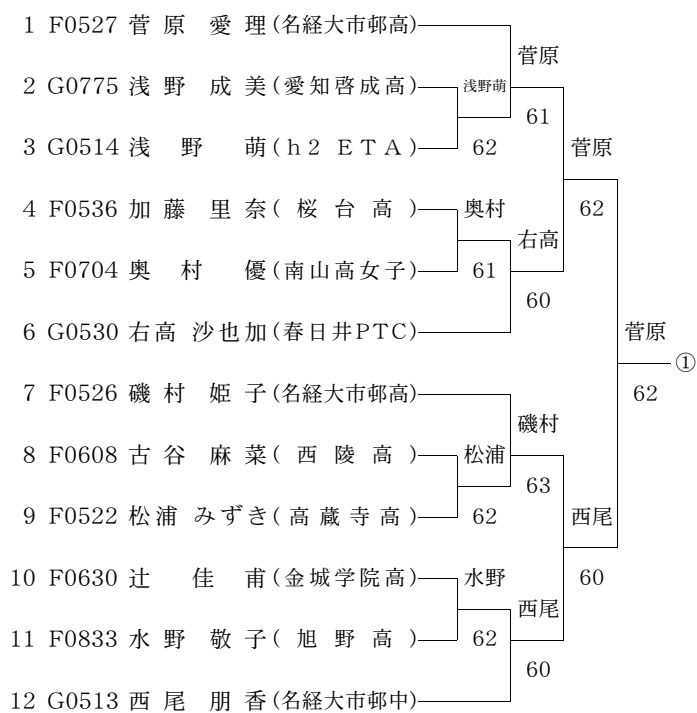 1 F0527 菅原 愛理(名経大市邨高)
菅原
2 G0775 浅野 成美(愛知啓成高)
浅野萌
61
3 G0514 浅野 萌(h2 ETA)
62
菅原
4 F0536 加藤 里奈(桜台高)
奥村
62
右高
5 F0704 奥村 優(南山高女子)
61
60
6 G0530 右高 沙也加(春日井PTC)
菅原
①
7 F0526 磯村 姫子(名経大市邨高)
62
磯村
8 F0608 古谷 麻菜(西陵高)
松浦
63
9 F0522 松浦 みずき(高蔵寺高)
62
西尾
10 F0630 辻 佳甫(金城学院高)
水野
60
西尾
11 F0833 水野 敬子(旭野高)
62
60
12 G0513 西尾 朋香(名経大市邨中)